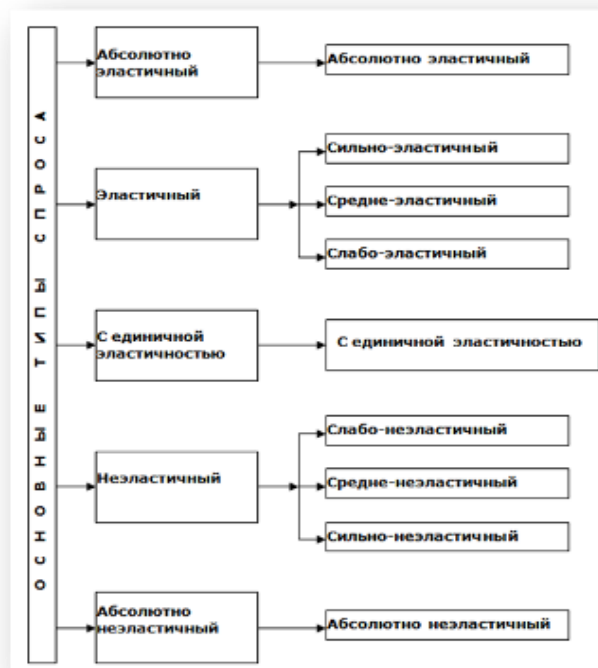 ОСНОВНЫЕ ТИПЫ СПРОСА
Абсолютно
эластичный
Абсолютно эластичный
Эластичный
Сильно-эластичный
Средне-эластичный
Слабо-эластичный
С единичной
эластичностью
С единичной эластичностью
Неэластичный
Слабо-неэластичный
Средне-неэластичный
Сильно-неэластичный
Абсолютно
неэластичный
Абсолютно неэластичный